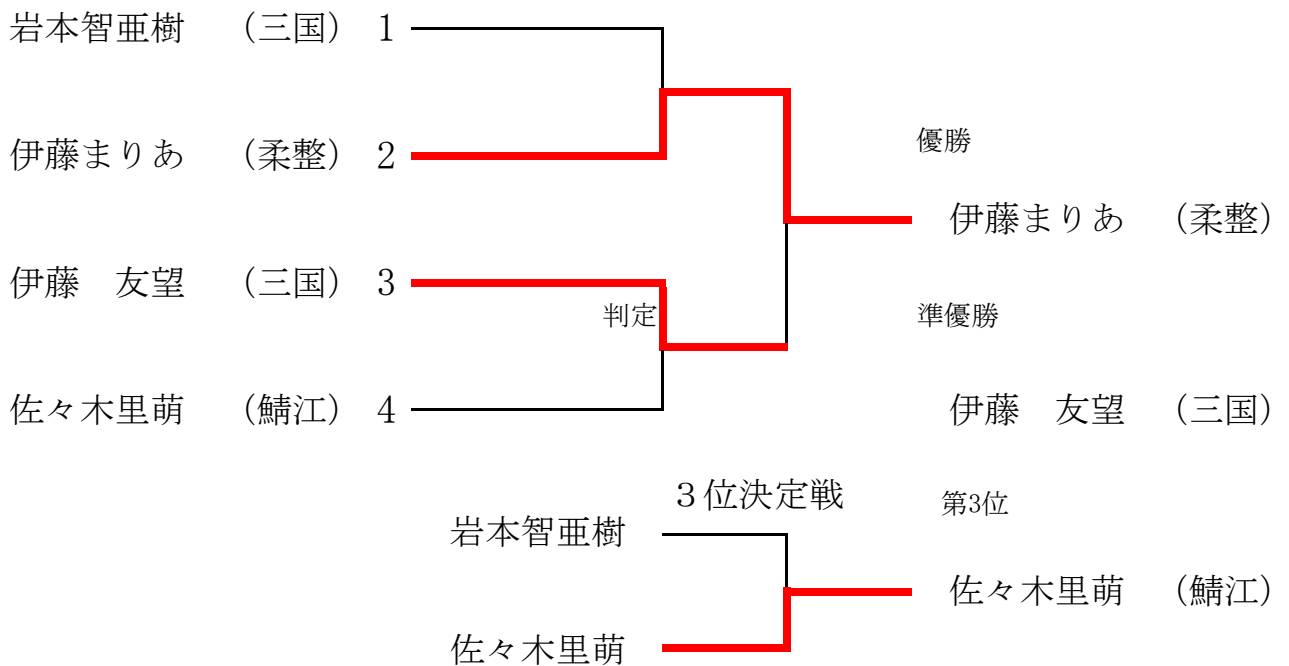 岩本智亜樹　（三国）　1
伊藤まりあ　（柔整）　2
優勝
伊藤まりあ　（柔整）
伊藤　友望　（三国）　3
判定
準優勝
佐々木里萌　（鯖江）　4
伊藤　友望　（三国）
３位決定戦
第3位
岩本智亜樹
佐々木里萌　（鯖江）
佐々木里萌